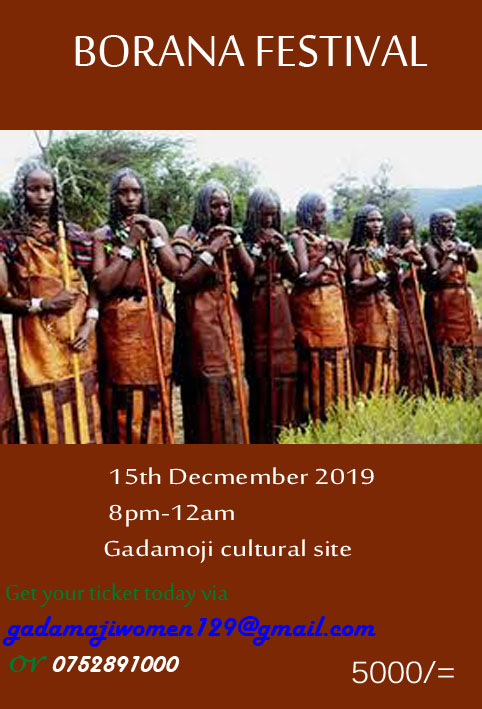 BORANA FESTIVAL
15th Decmember 2019
8pm-12am
Gadamoji cultural site
Get your ticket today via
gadamajiwomen129@gmail.com
or 0752891000
5000/=